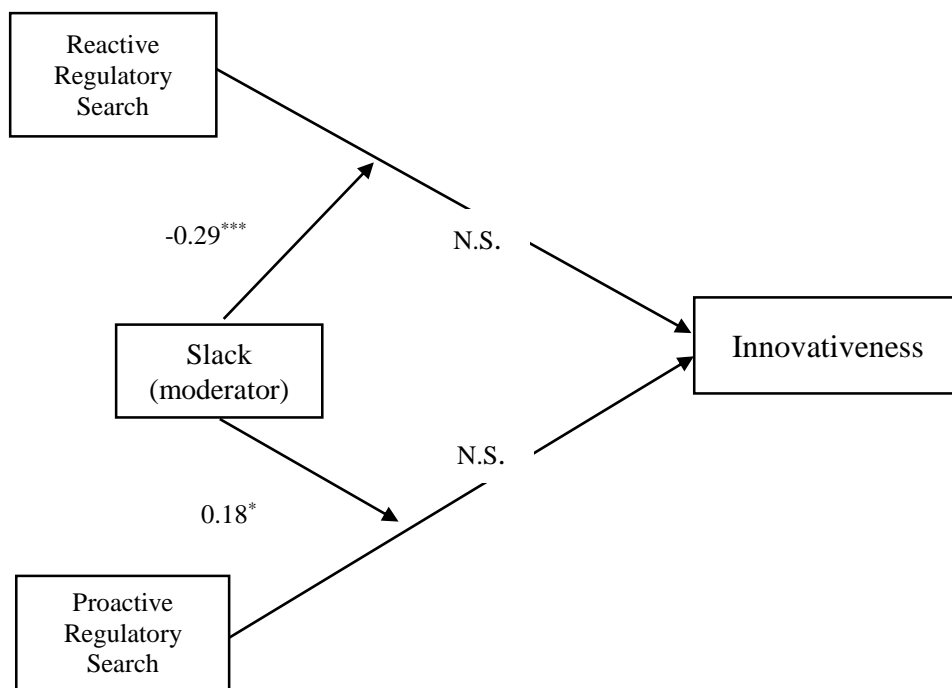 Reactive
Regulatory
Search
-0.29***
N.S.
Slack
(moderator)
Innovativeness
N.S.
0.18*
Proactive
Regulatory
Search